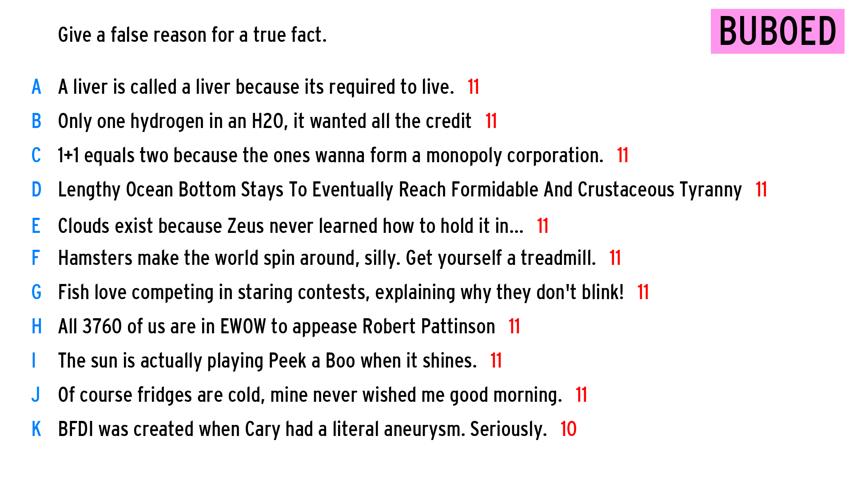 Give a false reason for a true fact.
BUBOED
A A liver is called a liver because its required to live. 11
B Only one hydrogen in an H20, it wanted all the credit 11
C 1+1 equals two because the ones wanna form a monopoly corporation. 11
D Lengthy Ocean Bottom Stays To Eventually Reach Formidable And Crustaceous Tyranny 11
E Clouds exist because Zeus never learned how to hold it in... 11
F Hamsters make the world spin around, silly. Get yourself a treadmill. 11
G Fish love competing in staring contests, explaining why they don't blink! 11
H All 3760 of us are in EWOW to appease Robert Pattinson 11
I The sun is actually playing Peek a Boo when it shines. 11
J Of course fridges are cold, mine never wished me good morning. 11
K BFDI was created when Cary had a literal aneurysm. Seriously. 10